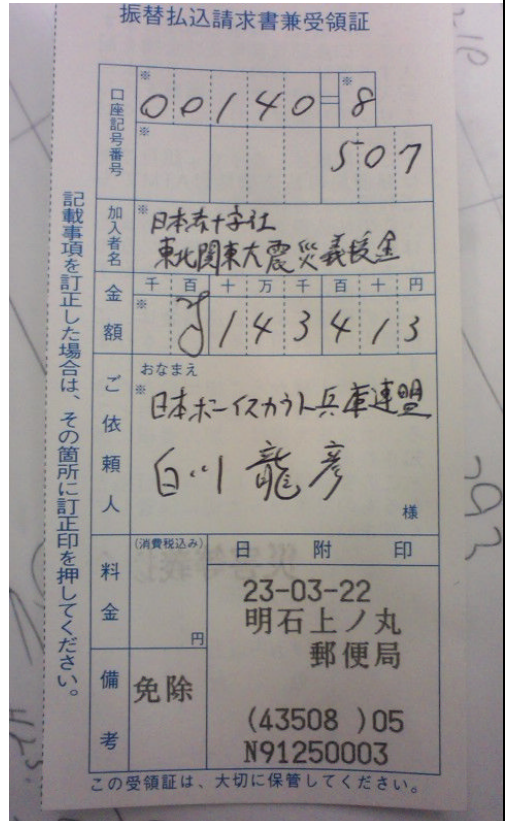 振替払込請求書兼受領証
口座記号番号
※
00140=※8
※
507
加入者名
※日本赤十字社
東北関東大震災義援金
金額
千百十万千百十円
※
¥143413
ご依頼人
おなまえ
※
日本ボーイスカウト兵庫連盟
白川 龍彦
様
料金
(消費税込み)
円
日附印
23-03-22
明石上ノ丸
郵便局
(43508 )05
N91250003
備考
免除
この受領証は、大切に保管してください。
記載事項を訂正した場合は、その箇所に訂正印を押してください。